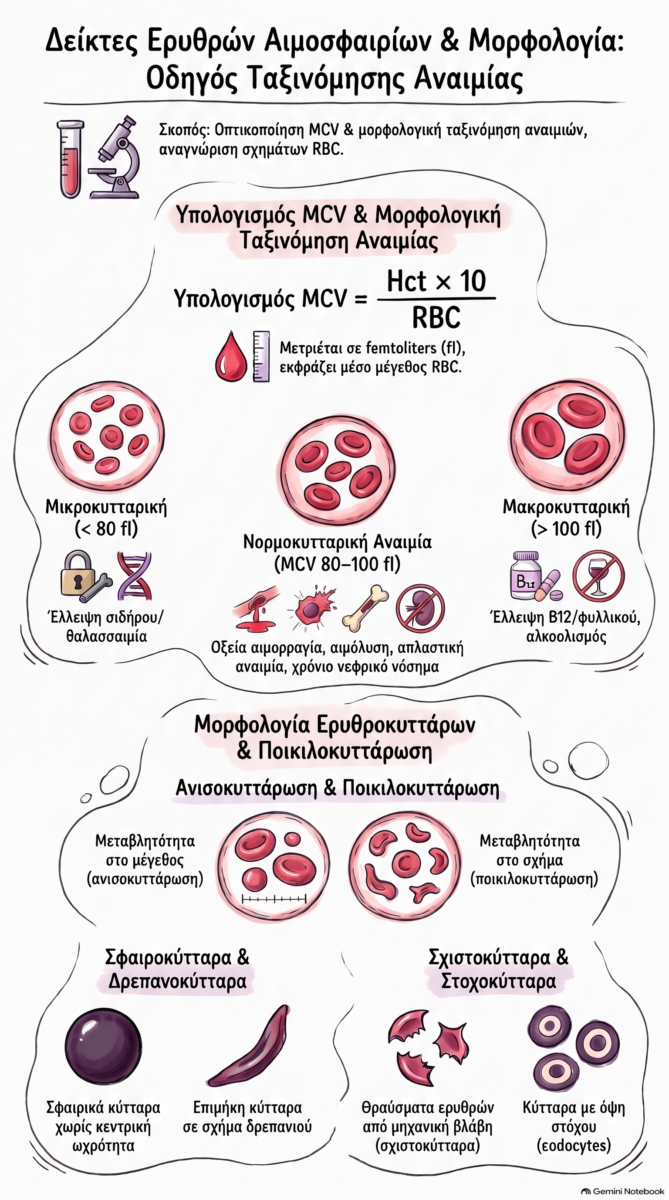 Δείκτες Ερυθρών Αιμοσφαιρίων & Μορφολογία:
Οδηγός Ταξινόμησης Αναιμίας
Σκοπός: Οπτικοποίηση MCV & μορφολογική ταξινόμηση αναιμιών,
αναγνώριση σχημάτων RBC.
Υπολογισμός MCV & Μορφολογική
Ταξινόμηση Αναιμίας
Υπολογισμός MCV = Hct × 10
RBC
Μετριέται σε femtoliters (fl),
εκφράζει μέσο μέγεθος RBC.
Μικροκυτταρική
(< 80 fl)
Έλλειψη σιδήρου/
θαλασσαιμία
Νορμοκυτταρική Αναιμία
(MCV 80–100 fl)
Οξεία αιμορραγία, αιμόλυση, απλαστική
αναιμία, χρόνιο νεφρικό νόσημα
Μακροκυτταρική
(> 100 fl)
B12
Έλλειψη B12/φυλλικού,
αλκοολισμός
Μορφολογία Ερυθροκυττάρων
& Ποικιλοκυττάρωση
Ανισοκυττάρωση & Ποικιλοκυττάρωση
Μεταβλητότητα
στο μέγεθος
(ανισοκυττάρωση)
Μεταβλητότητα
στο σχήμα
(ποικιλοκυττάρωση)
Σφαιροκύτταρα &
Δρεπανοκύτταρα
Σφαιρικά κύτταρα
χωρίς κεντρική
ωχρότητα
Επιμήκη κύτταρα
σε σχήμα δρεπανιού
Σχιστοκύτταρα &
Στοχοκύτταρα
Θραύσματα ερυθρών
από μηχανική βλάβη
(σχιστοκύτταρα)
Κύτταρα με όψη
στόχου
(eodocytes)
Gemini Notebook